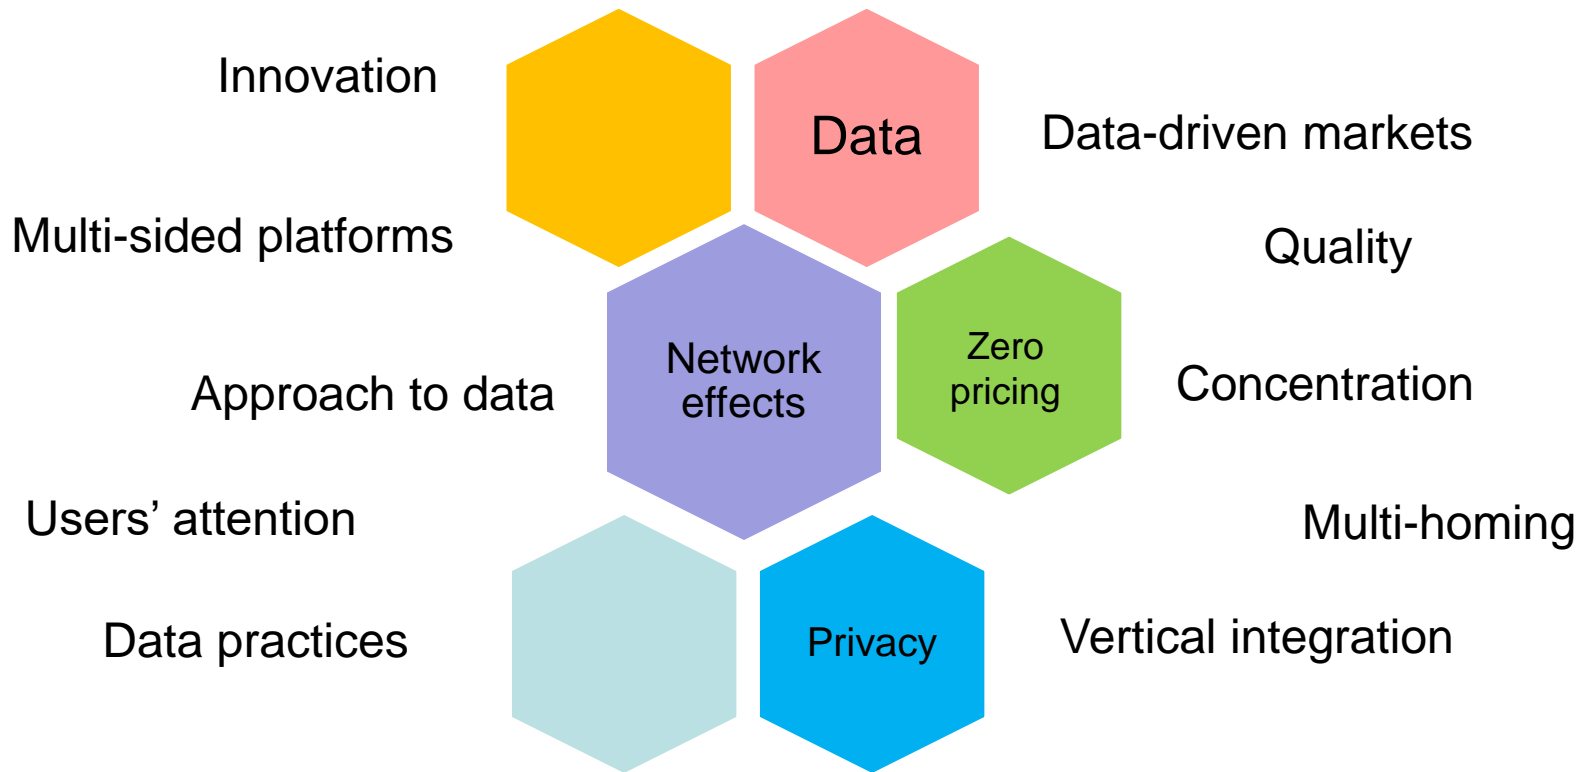 Innovation
Data
Data-driven markets
Multi-sided platforms
Quality
Network
effects
Zero
pricing
Approach to data
Concentration
Users’ attention
Multi-homing
Data practices
Privacy
Vertical integration